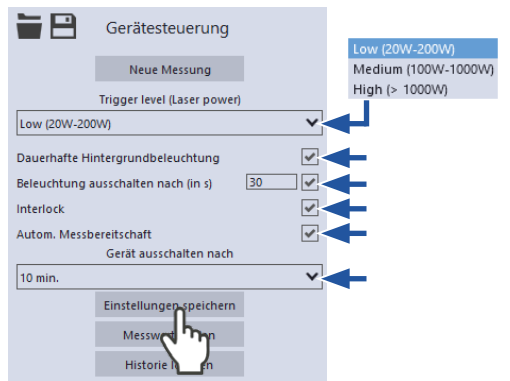 Gerätesteuerung
Neue Messung
Trigger level (Laser power)
Low (20W-200W)
Low (20W-200W)
Medium (100W-1000W)
High (> 1000W)
Dauerhafte Hintergrundbeleuchtung
Beleuchtung ausschalten nach (in s) 30
Interlock
Autom. Messbereitschaft
Gerät ausschalten nach
10 min.
Einstellungen speichern
Historie